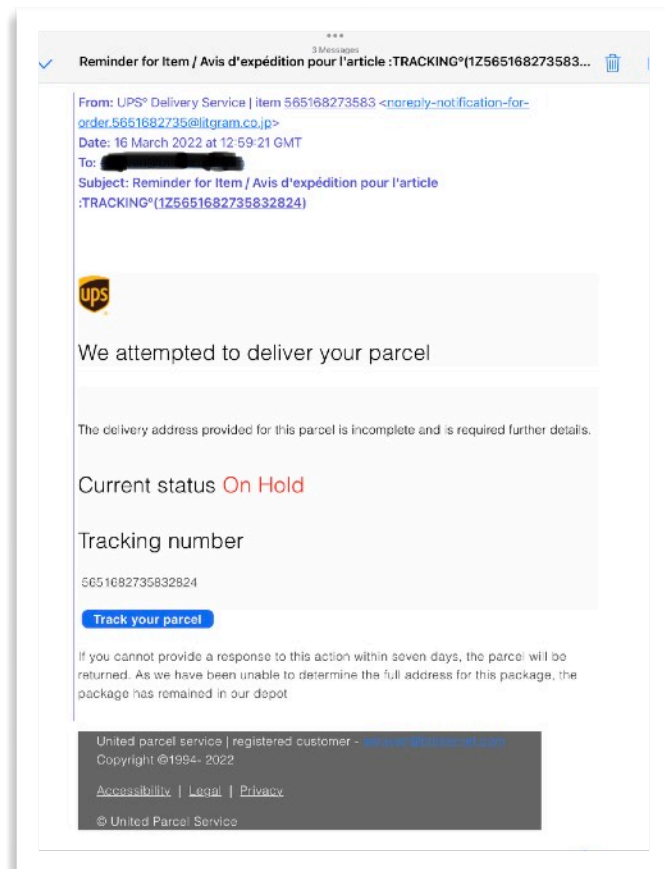 3 Messages
Reminder for Item / Avis d'expédition pour l'article :TRACKING°(1Z565168273583...
From: UPS° Delivery Service | item 565168273583 <noreply-notification-for-
order.5651682735@litgram.co.jp>
Date: 16 March 2022 at 12:59:21 GMT
To:
Subject: Reminder for Item / Avis d'expédition pour l'article
:TRACKING°(1Z5651682735832824)
ups
We attempted to deliver your parcel
The delivery address provided for this parcel is incomplete and is required further details.
Current status On Hold
Tracking number
5651682735832824
Track your parcel
If you cannot provide a response to this action within seven days, the parcel will be
returned. As we have been unable to determine the full address for this package, the
package has remained in our depot
United parcel service | registered customer -
Copyright ©1994- 2022
Accessibility | Legal | Privacy
© United Parcel Service